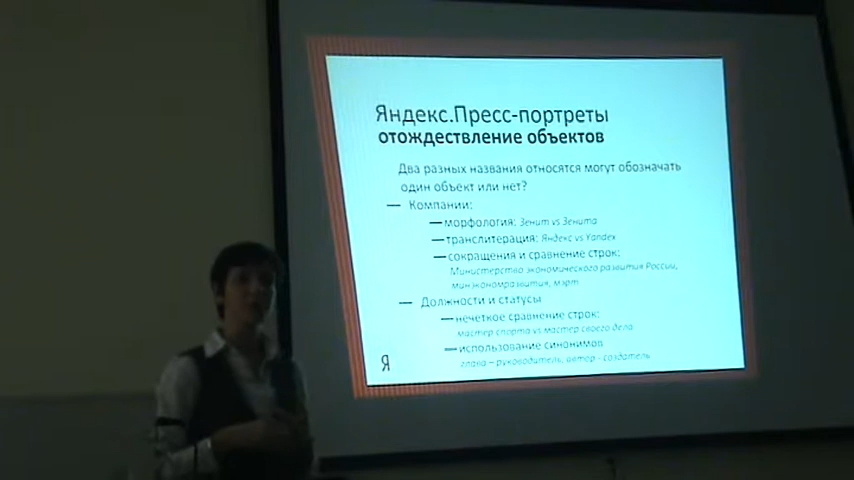 Яндекс.Пресс-портреты
отождествление объектов
Два разных названия относятся могут обозначать
один объект или нет?
— Компании:
—морфология: Зенит vs Зенита
—транслитерация: Яндекс vs Yandex
—сокращения и сравнение строк:
Министерство экономического развития России,
минэкономразвития, мэрт
— Должности и статусы
—нечеткое сравнение строк:
мастер спорта vs мастер своего дела
—использование синонимов
глава – руководитель, автор - создатель
Я